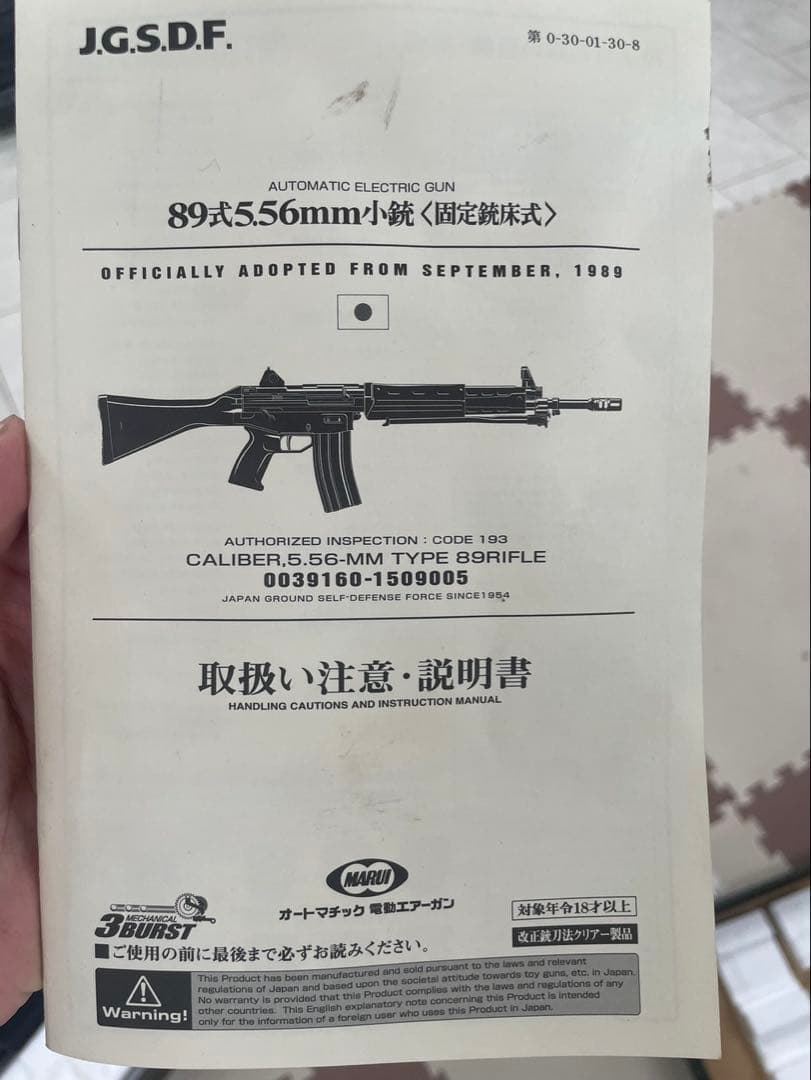 J.G.S.D.F.
第 0-30-01-30-8
AUTOMATIC ELECTRIC GUN
89式5.56mm小銃〈固定銃床式〉
OFFICIALLY ADOPTED FROM SEPTEMBER, 1989
AUTHORIZED INSPECTION : CODE 193
CALIBER,5.56-MM TYPE 89RIFLE
0039160-1509005
JAPAN GROUND SELF-DEFENSE FORCE SINCE1954
取扱い注意・説明書
HANDLING CAUTIONS AND INSTRUCTION MANUAL
MARUI
オートマチック 電動エアーガン
MECHANICAL
3BURST
対象年令18才以上
改正銃刀法クリアー製品
■ご使用の前に最後まで必ずお読みください。
Warning!
This Product has been manufactured and sold pursuant to the laws and relevant
regulations of Japan and based upon the societal attitude towards toy guns, etc. in Japan.
No warranty is provided that this Product complies with the laws and regulations of any
other countries. This English explanatory note concerning this Product is intended
only for the information of a foreign user who uses this Product in Japan.